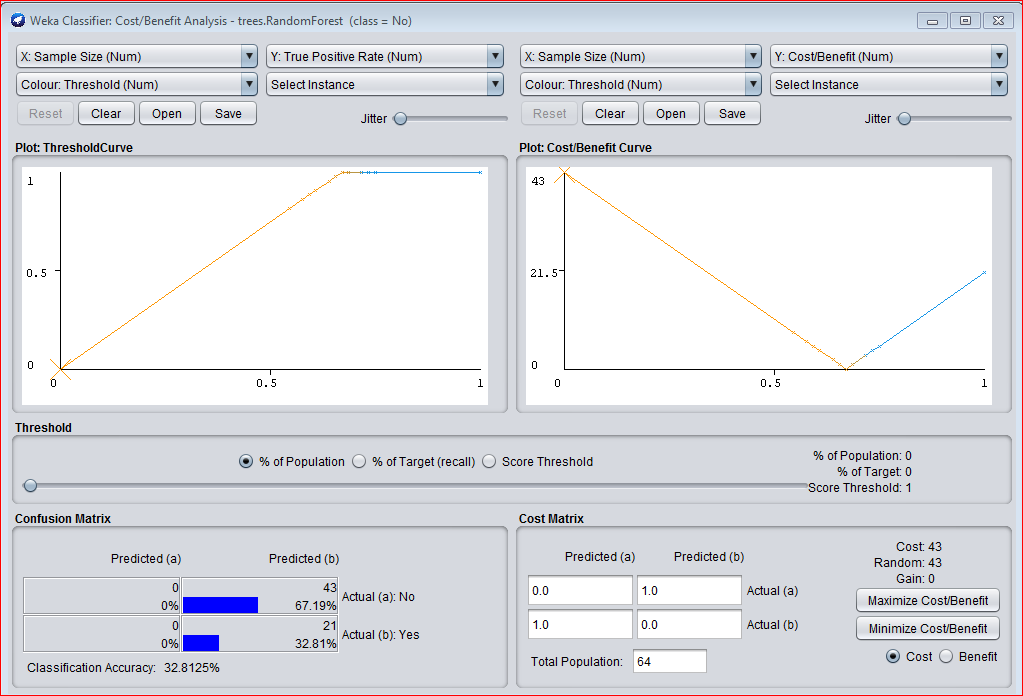 Weka Classifier: Cost/Benefit Analysis - trees.RandomForest (class = No)
X: Sample Size (Num) Y: True Positive Rate (Num) X: Sample Size (Num) Y: Cost/Benefit (Num)
Colour: Threshold (Num) Select Instance Colour: Threshold (Num) Select Instance
Reset Clear Open Save Jitter Reset Clear Open Save Jitter
Plot: ThresholdCurve Plot: Cost/Benefit Curve
1 43
0.5 21.5
0 0
0 0.5 1 0 0.5 1
Threshold
% of Population % of Target (recall) Score Threshold
% of Population: 0
% of Target: 0
Score Threshold: 1
Confusion Matrix
Predicted (a) Predicted (b)
0 43
0% 67.19% Actual (a): No
0 21
0% 32.81% Actual (b): Yes
Classification Accuracy: 32.8125%
Cost Matrix
Predicted (a) Predicted (b)
0.0 1.0 Actual (a)
1.0 0.0 Actual (b)
Total Population: 64
Cost: 43
Random: 43
Gain: 0
Maximize Cost/Benefit
Minimize Cost/Benefit
Cost Benefit